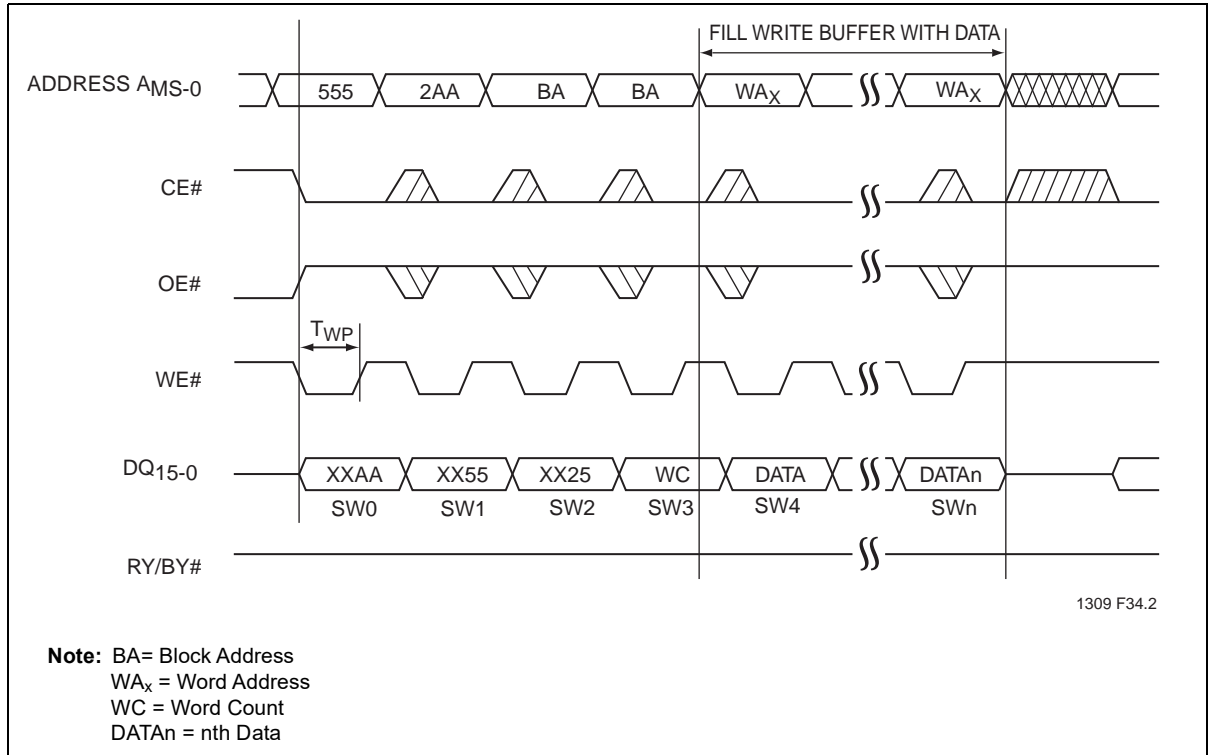 FILL WRITE BUFFER WITH DATA
ADDRESS AMS-0
555 2AA BA BA WAX WAX
CE#
OE#
TWP
WE#
DQ15-0
XXAA XX55 XX25 WC DATA DATAn
SW0 SW1 SW2 SW3 SW4 SWn
RY/BY#
1309 F34.2
Note: BA= Block Address
WAx = Word Address
WC = Word Count
DATAn = nth Data